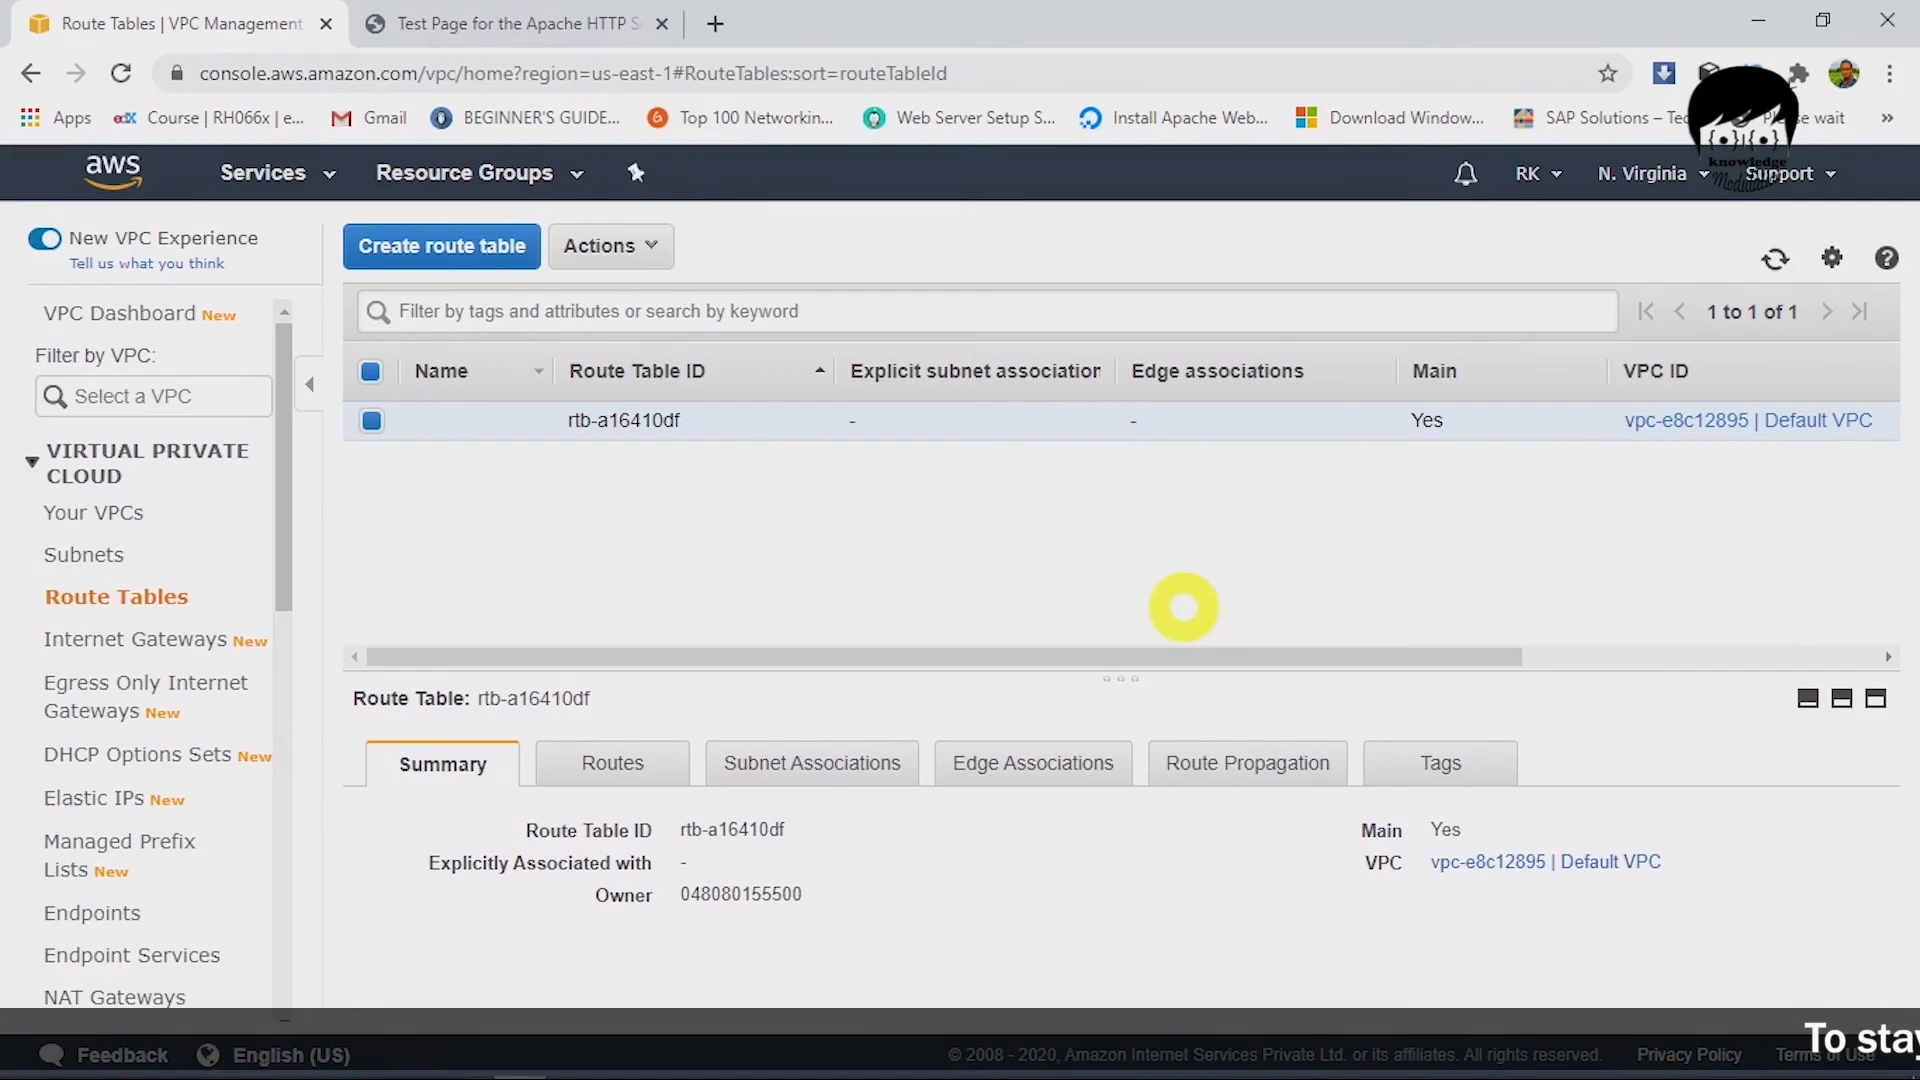 Route Tables | VPC Management
Test Page for the Apache HTTP S
console.aws.amazon.com/vpc/home?region=us-east-1#RouteTables:sort=routeTableId
Apps
edX Course | RH066x | e...
Gmail
BEGINNER'S GUIDE...
Top 100 Networkin...
Web Server Setup S...
Install Apache Web...
Download Window...
SAP Solutions – Tec
se wait
aws
Services
Resource Groups
RK
N. Virginia
Support
{•}|{•}
knowledge
New VPC Experience
Tell us what you think
VPC Dashboard New
Filter by VPC:
Select a VPC
VIRTUAL PRIVATE
CLOUD
Your VPCs
Subnets
Route Tables
Internet Gateways New
Egress Only Internet
Gateways New
DHCP Options Sets New
Elastic IPs New
Managed Prefix
Lists New
Endpoints
Endpoint Services
NAT Gateways
Create route table
Actions
Filter by tags and attributes or search by keyword
1 to 1 of 1
Name
Route Table ID
Explicit subnet association
Edge associations
Main
VPC ID
rtb-a16410df
-
-
Yes
vpc-e8c12895 | Default VPC
Route Table: rtb-a16410df
Summary
Routes
Subnet Associations
Edge Associations
Route Propagation
Tags
Route Table ID rtb-a16410df
Explicitly Associated with -
Owner 048080155500
Main Yes
VPC vpc-e8c12895 | Default VPC
Feedback
English (US)
© 2008 - 2020, Amazon Internet Services Private Ltd. or its affiliates. All rights reserved.
Privacy Policy
Terms of Use
To stay